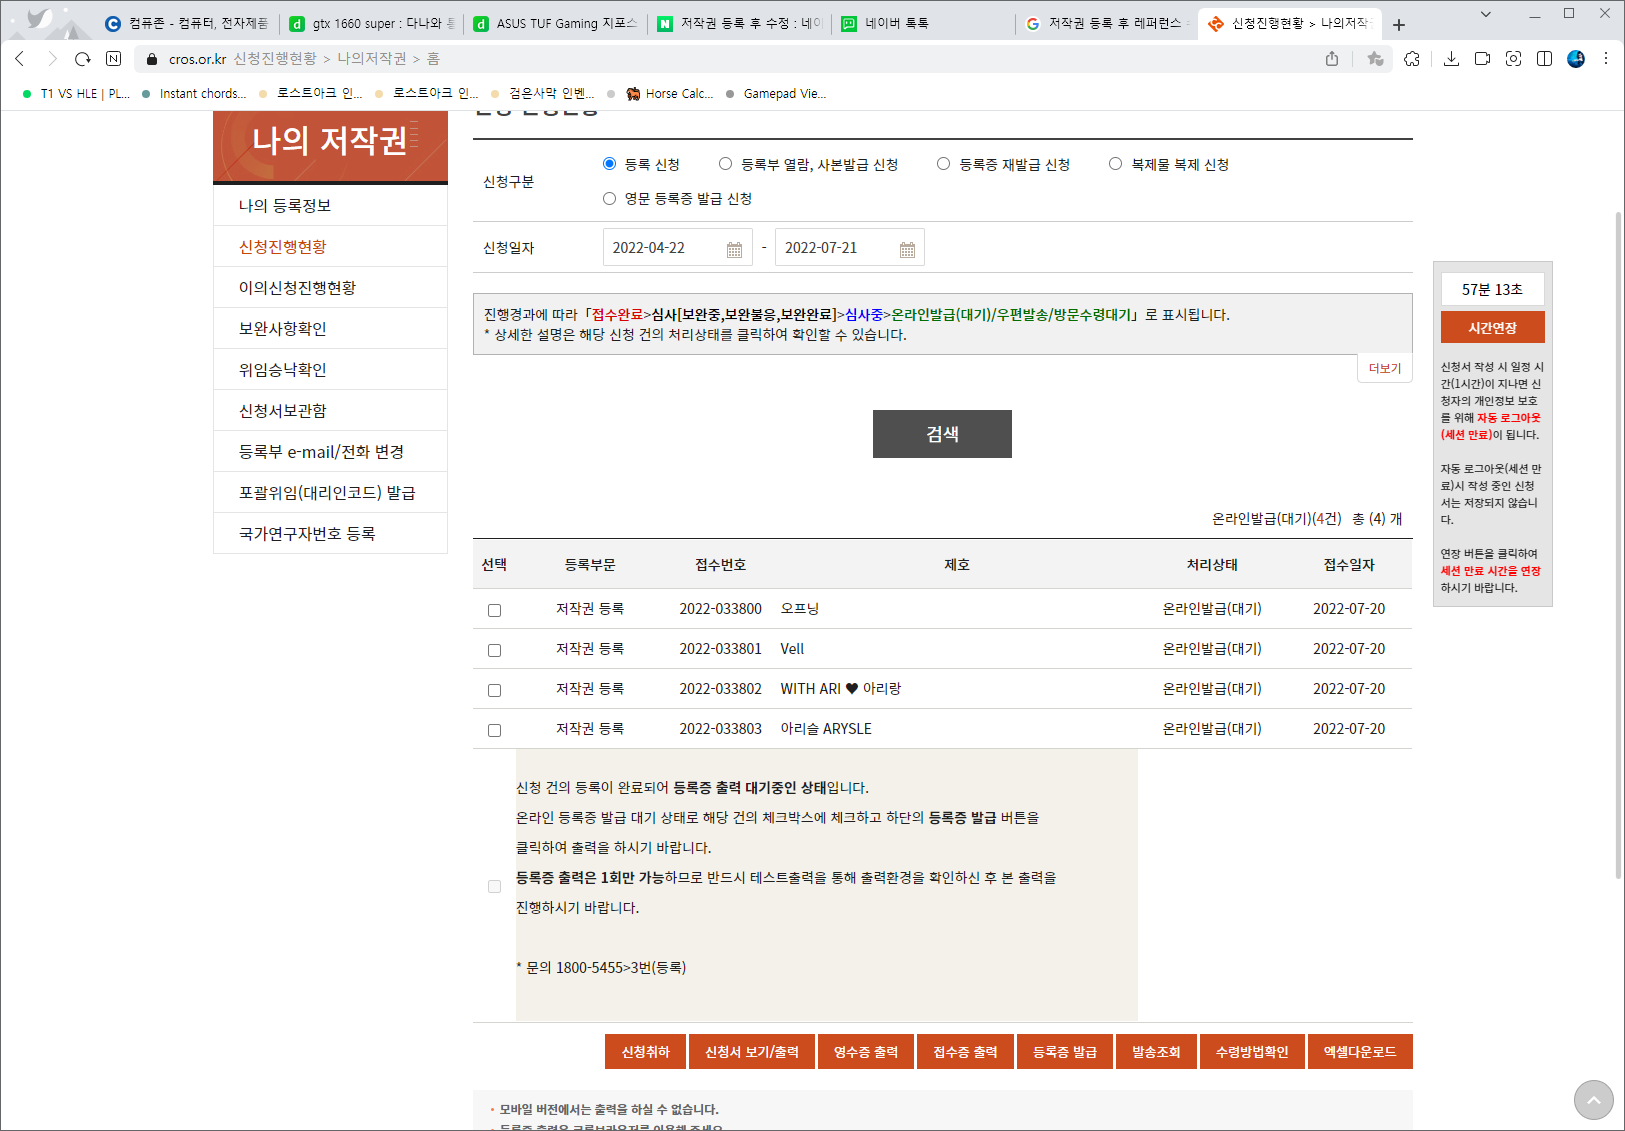 컴퓨존 - 컴퓨터, 전자제품
gtx 1660 super : 다나와 통
ASUS TUF Gaming 지포스
저작권 등록 후 수정 : 네이
네이버 톡톡
저작권 등록 후 레퍼런스
신청진행현황 > 나의저작권
cros.or.kr 신청진행현황 > 나의저작권 > 홈
T1 VS HLE | PL...
Instant chords...
로스트아크 인...
로스트아크 인...
검은사막 인벤...
Horse Calc...
Gamepad Vie...
나의 저작권
나의 등록정보
신청진행현황
이의신청진행현황
보완사항확인
위임승낙확인
신청서보관함
등록부 e-mail/전화 변경
포괄위임(대리인코드) 발급
국가연구자번호 등록
신청구분
등록 신청
등록부 열람, 사본발급 신청
등록증 재발급 신청
복제물 복제 신청
영문 등록증 발급 신청
신청일자
2022-04-22 - 2022-07-21
진행경과에 따라「접수완료>심사[보완중,보완불응,보완완료]>심사중>온라인발급(대기)/우편발송/방문수령대기」로 표시됩니다.
* 상세한 설명은 해당 신청 건의 처리상태를 클릭하여 확인할 수 있습니다.
더보기
검색
온라인발급(대기)(4건) 총 (4) 개
선택 등록부문 접수번호 제호 처리상태 접수일자
저작권 등록 2022-033800 오프닝 온라인발급(대기) 2022-07-20
저작권 등록 2022-033801 Vell 온라인발급(대기) 2022-07-20
저작권 등록 2022-033802 WITH ARI ♥ 아리랑 온라인발급(대기) 2022-07-20
저작권 등록 2022-033803 아리슬 ARYSLE 온라인발급(대기) 2022-07-20
신청 건의 등록이 완료되어 등록증 출력 대기중인 상태입니다.
온라인 등록증 발급 대기 상태로 해당 건의 체크박스에 체크하고 하단의 등록증 발급 버튼을
클릭하여 출력을 하시기 바랍니다.
등록증 출력은 1회만 가능하므로 반드시 테스트출력을 통해 출력환경을 확인하신 후 본 출력을
진행하시기 바랍니다.
* 문의 1800-5455>3번(등록)
신청취하
신청서 보기/출력
영수증 출력
접수증 출력
등록증 발급
발송조회
수령방법확인
엑셀다운로드
• 모바일 버전에서는 출력을 하실 수 없습니다.
57분 13초
시간연장
신청서 작성 시 일정 시
간(1시간)이 지나면 신
청자의 개인정보 보호
를 위해 자동 로그아웃
(세션 만료)이 됩니다.
자동 로그아웃(세션 만
료)시 작성 중인 신청
서는 저장되지 않습니
다.
연장 버튼을 클릭하여
세션 만료 시간을 연장
하시기 바랍니다.